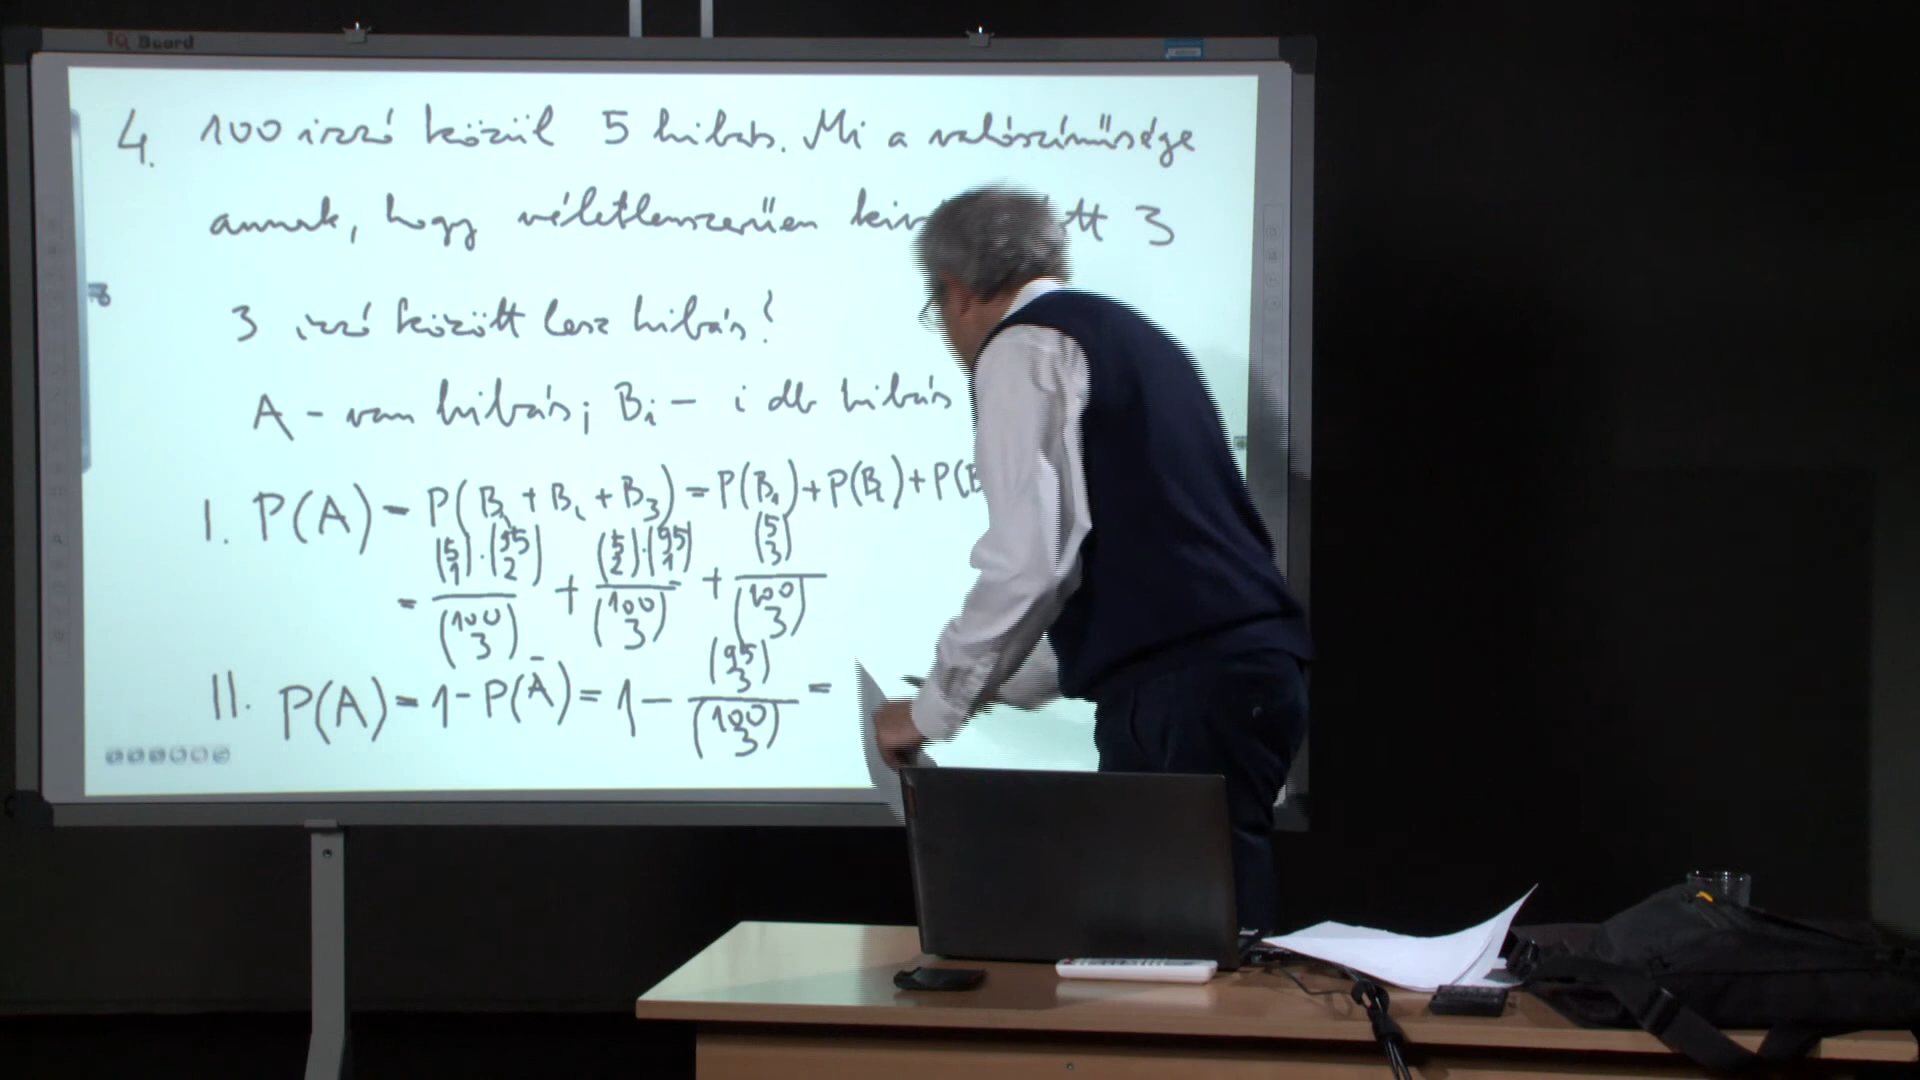 IQ Board
4. 100 izzó közül 5 hibás. Mi a valószínűsége
annak, hogy véletlenszerűen 3
3 izzó között lesz hibás?
A - van hibás; Bi - i db hibás
I. P(A) = P(B₁ + B₂ + B₃) = P(B₁) + P(B₂) + P(B
= (5 1)·(95 2)/(100 3) + (5 2)·(95 1)/(100 3) + (5 3)/(100 3)
II. P(A) = 1 - P(Ā) = 1 - (95 3)/(100 3) =